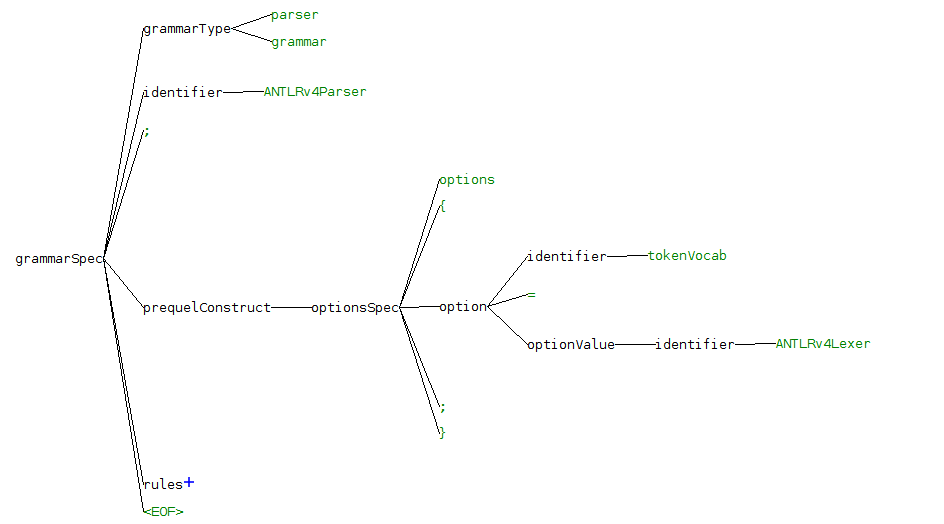 parser
grammarType
grammar
identifier ANTLRv4Parser
;
options
{
identifier tokenVocab
grammarSpec
=
prequelConstruct optionsSpec option
optionValue identifier ANTLRv4Lexer
;
}
rules+
<EOF>